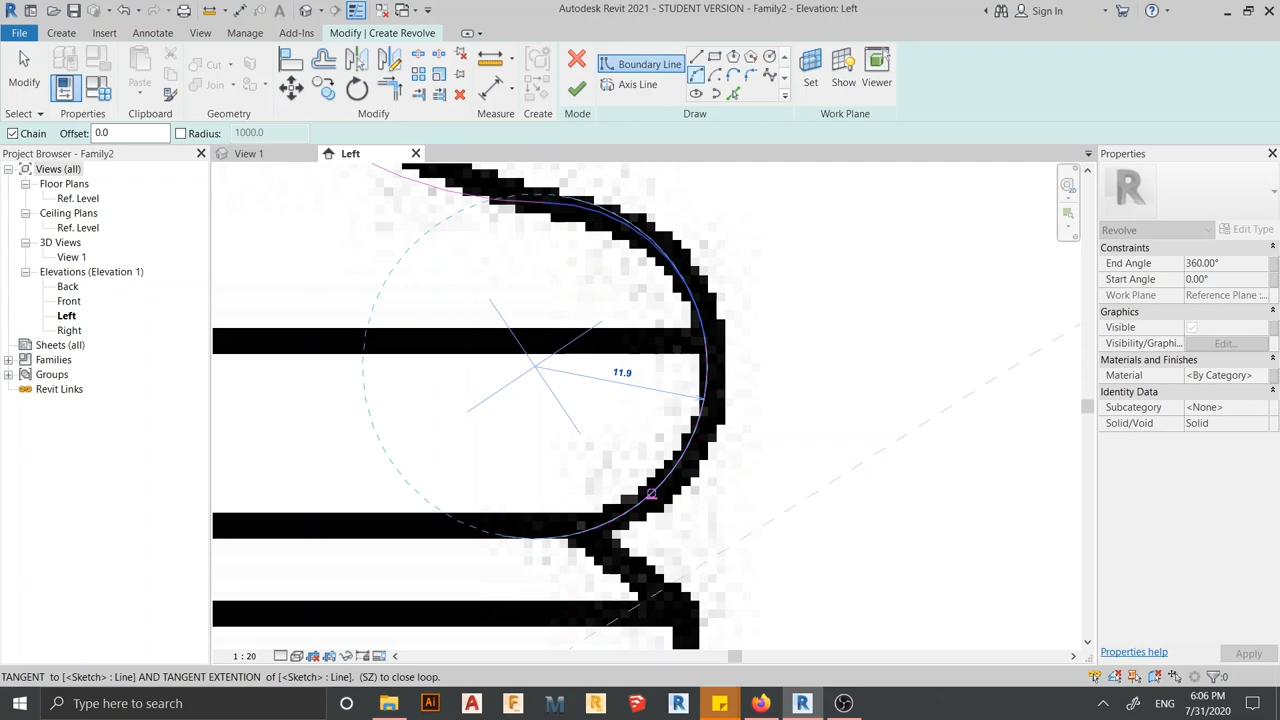 Autodesk Revit 2021 - STUDENT VERSION - Family2 - Elevation: Left
Sign In
File
Create
Insert
Annotate
View
Manage
Add-Ins
Modify | Create Revolve
Modify
Paste
Cut
Join
Boundary Line
Axis Line
Set
Show
Viewer
Select
Properties
Clipboard
Geometry
Modify
Measure
Create
Mode
Draw
Work Plane
Chain
Offset:
0.0
Radius:
1000.0
Project Browser - Family2
View 1
Left
Properties
Views (all)
Floor Plans
Ref. Level
Ceiling Plans
Ref. Level
3D Views
View 1
Elevations (Elevation 1)
Back
Front
Left
Right
Sheets (all)
Families
Groups
Revit Links
11.9
Revolve
Edit Type
Constraints
End Angle
360.00°
Start Angle
0.00°
Work Plane
Reference Plane :...
Graphics
Visible
Visibility/Graphi...
Edit...
Materials and Finishes
Material
<By Category>
Identity Data
Subcategory
<None>
Solid/Void
Solid
Properties help
Apply
1 : 20
TANGENT to [<Sketch> : Line] AND TANGENT EXTENTION of [<Sketch> : Line]. (SZ) to close loop.
:0
Type here to search
ENG
6:06 PM
7/31/2020